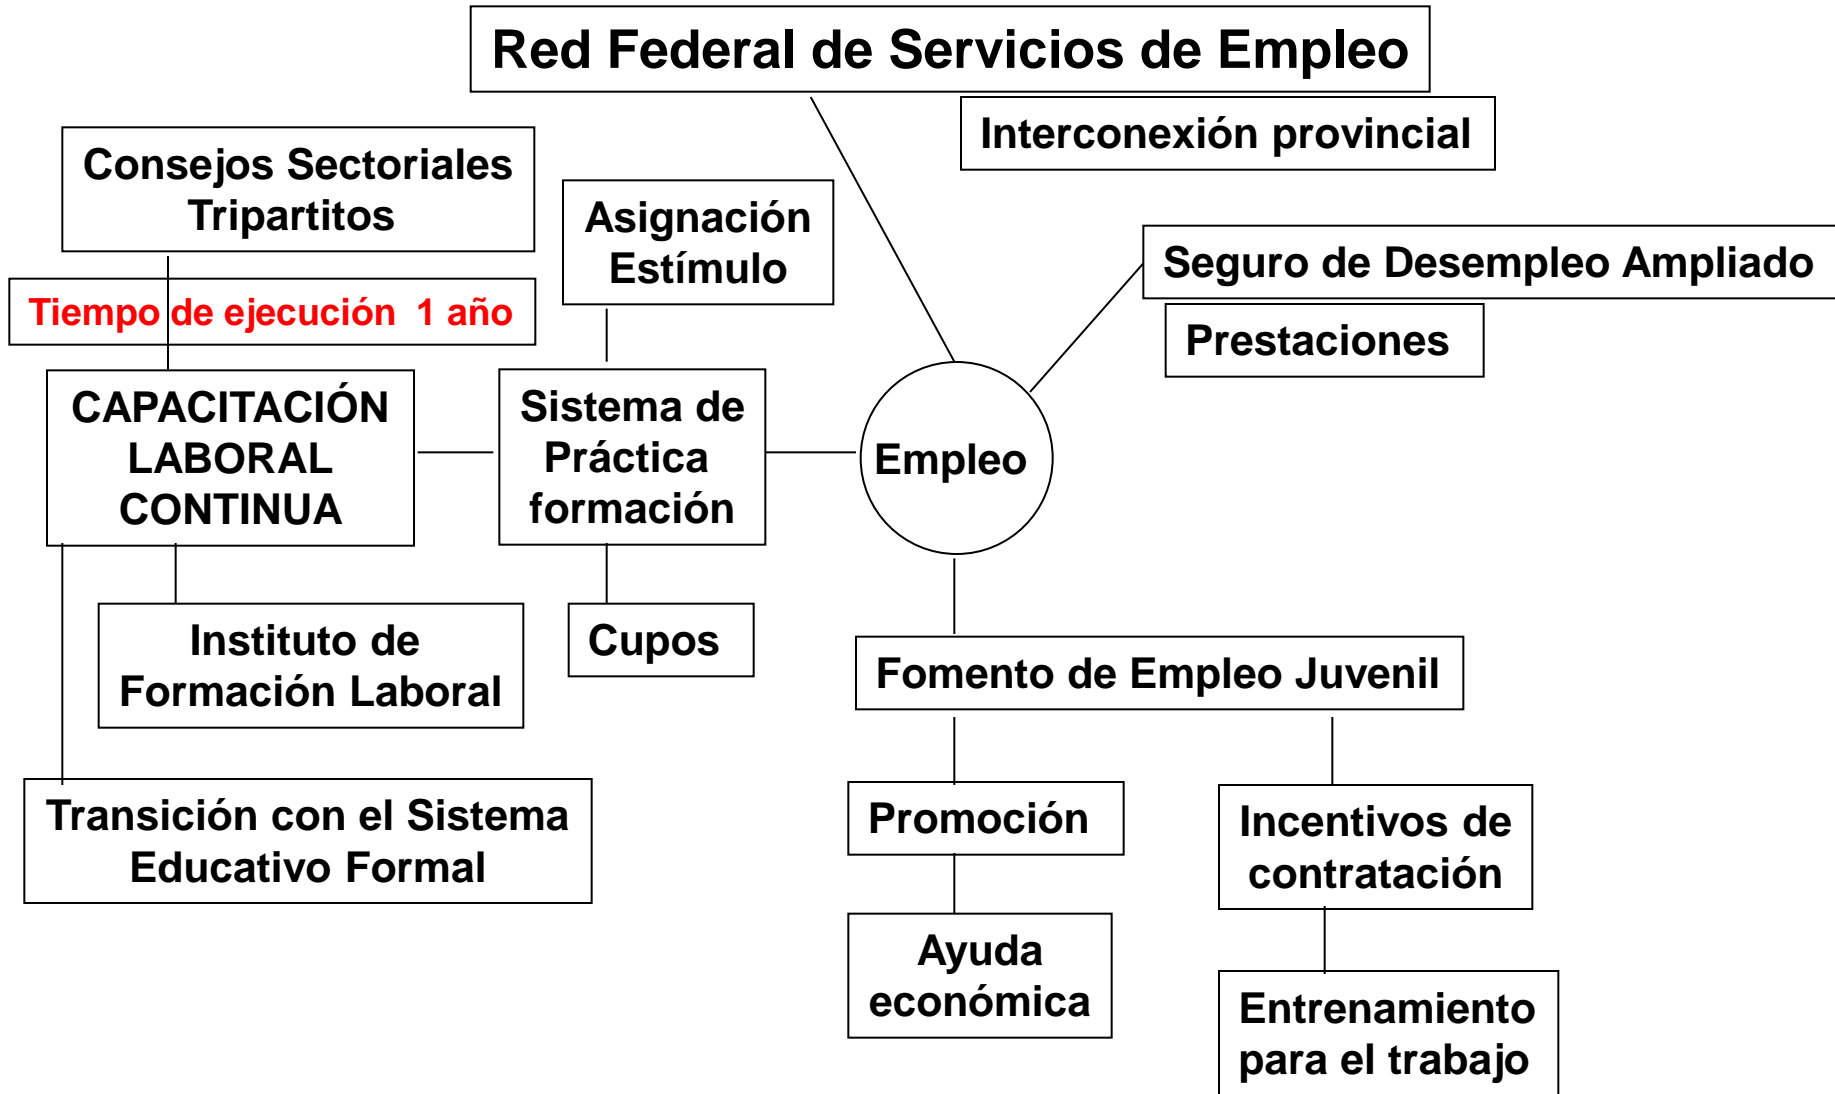 Red Federal de Servicios de Empleo
Interconexión provincial
Consejos Sectoriales
Tripartitos
Asignación
Estímulo
Seguro de Desempleo Ampliado
Tiempo de ejecución 1 año
Prestaciones
CAPACITACIÓN
LABORAL
CONTINUA
Sistema de
Práctica
formación
Empleo
Instituto de
Formación Laboral
Cupos
Fomento de Empleo Juvenil
Transición con el Sistema
Educativo Formal
Promoción
Incentivos de
contratación
Ayuda
económica
Entrenamiento
para el trabajo